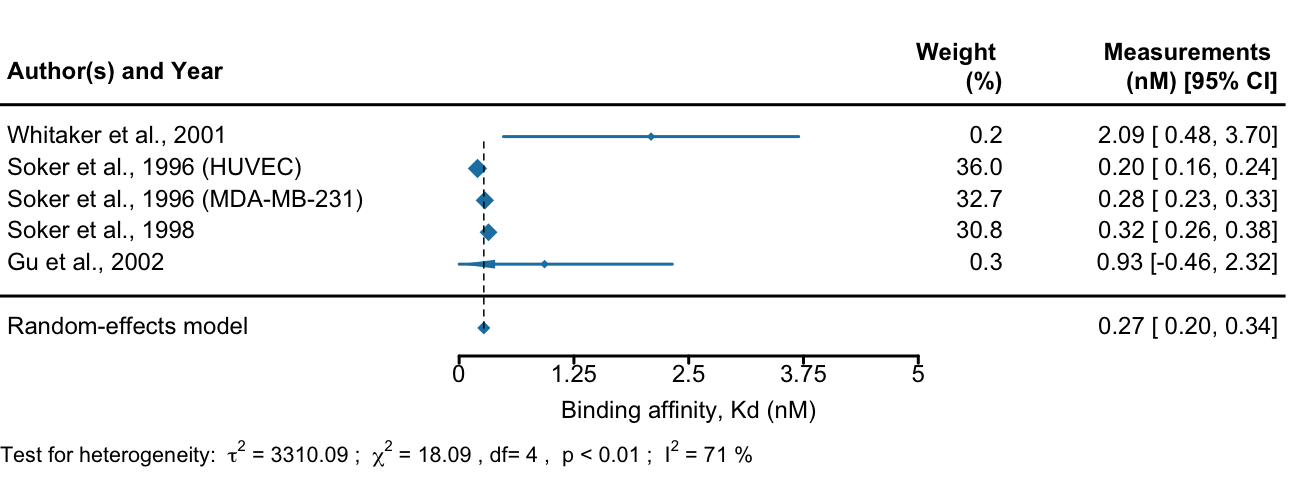 Author(s) and Year Weight (%) Measurements (nM) [95% CI]
Whitaker et al., 2001 0.2 2.09 [ 0.48, 3.70]
Soker et al., 1996 (HUVEC) 36.0 0.20 [ 0.16, 0.24]
Soker et al., 1996 (MDA-MB-231) 32.7 0.28 [ 0.23, 0.33]
Soker et al., 1998 30.8 0.32 [ 0.26, 0.38]
Gu et al., 2002 0.3 0.93 [-0.46, 2.32]
Random-effects model 0.27 [ 0.20, 0.34]
0 1.25 2.5 3.75 5
Binding affinity, Kd (nM)
Test for heterogeneity: τ² = 3310.09 ; χ² = 18.09 , df= 4 , p < 0.01 ; I² = 71 %